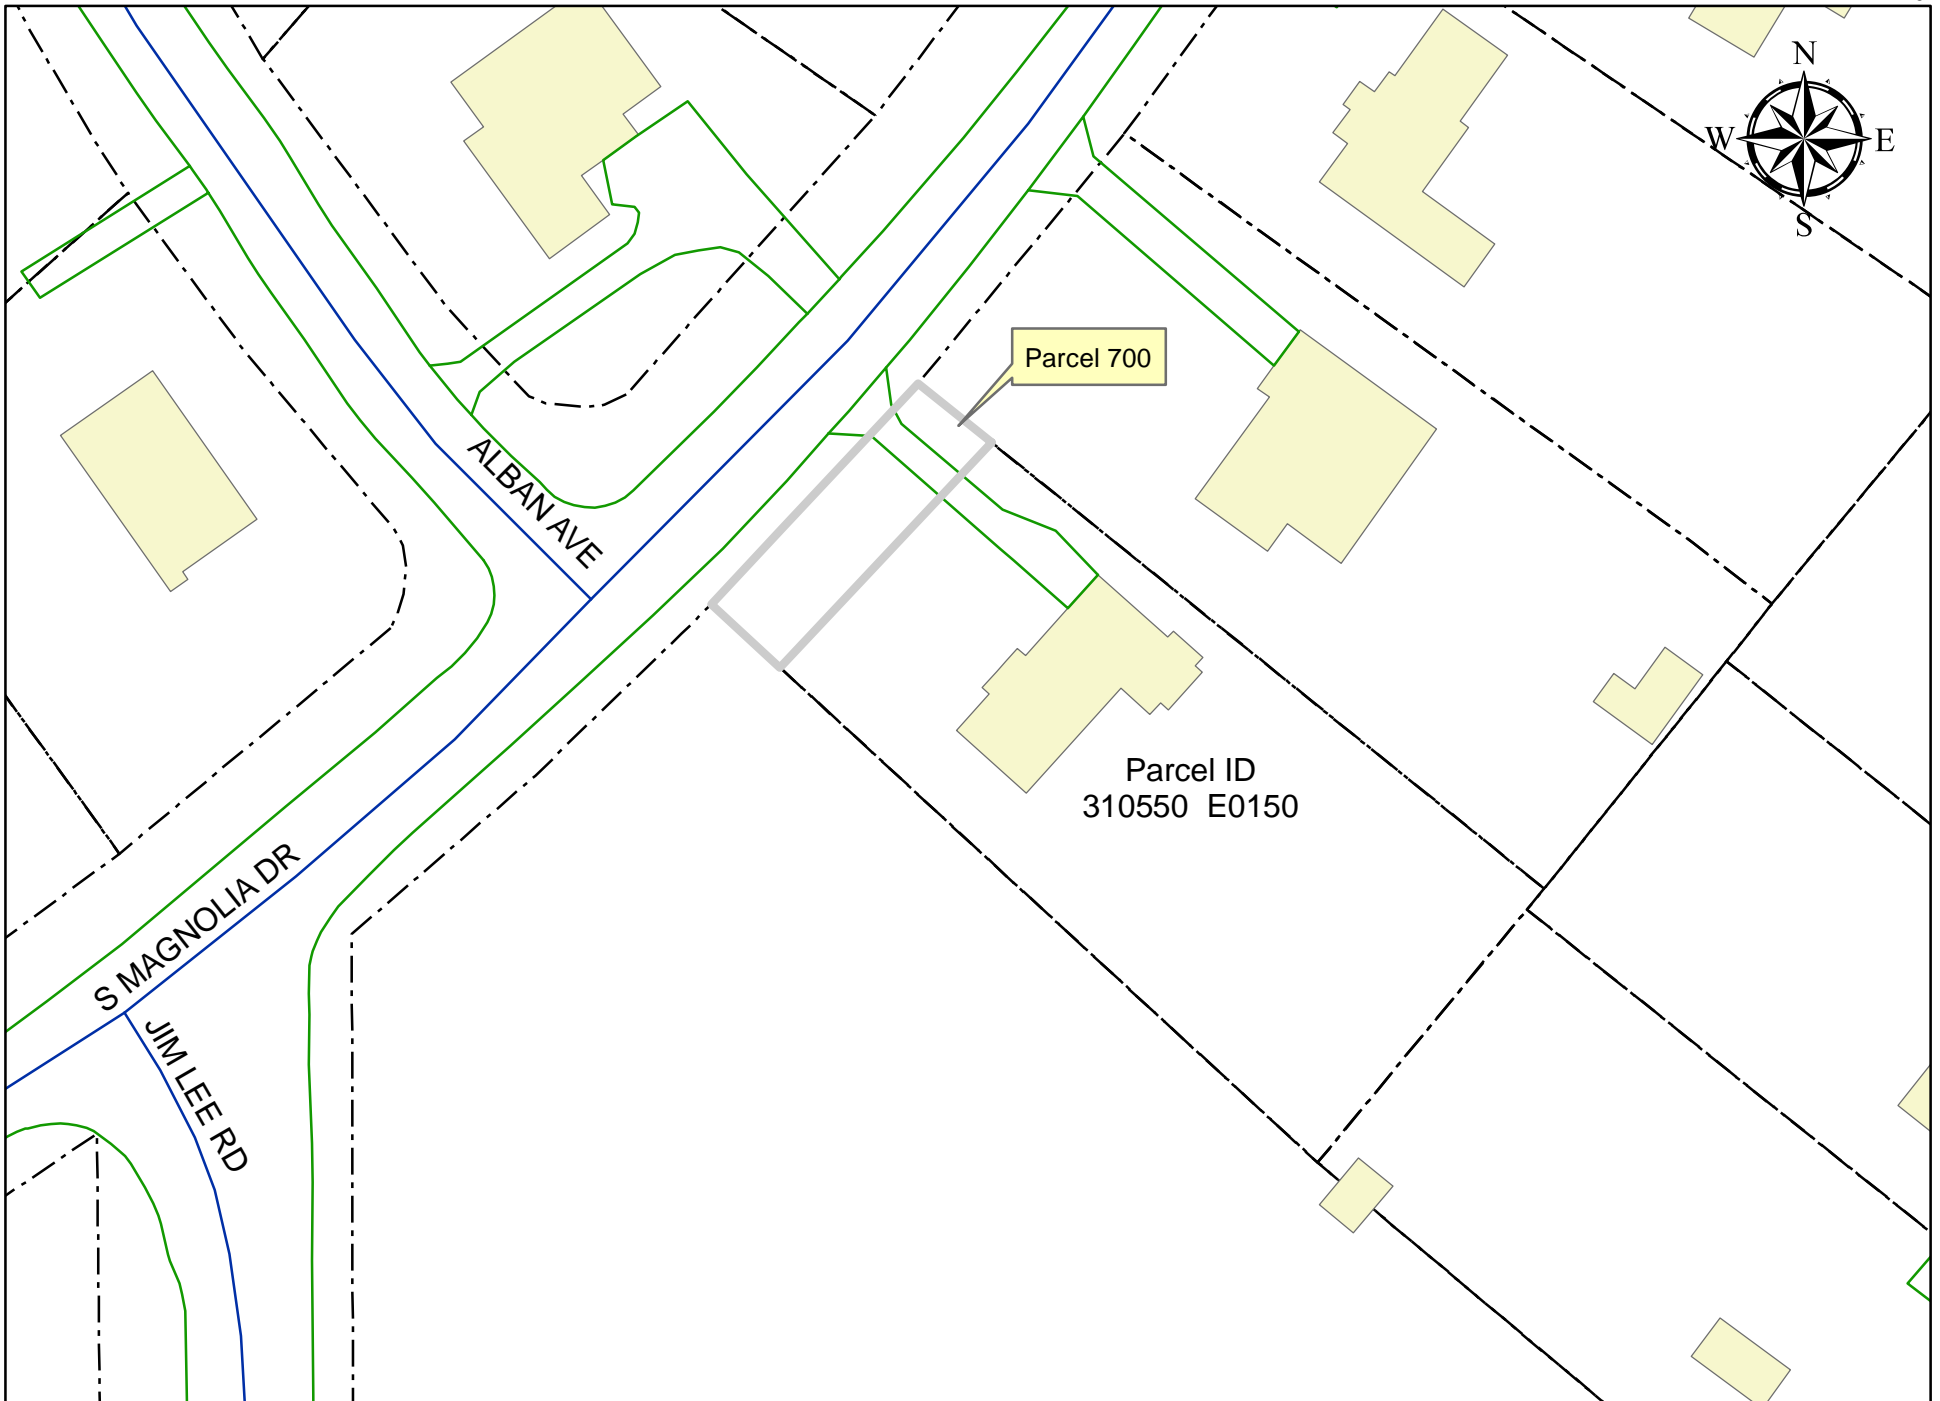 N
W
E
S
Parcel 700
ALBAN AVE
Parcel ID
310550 E0150
S MAGNOLIA DR
JIM LEE RD